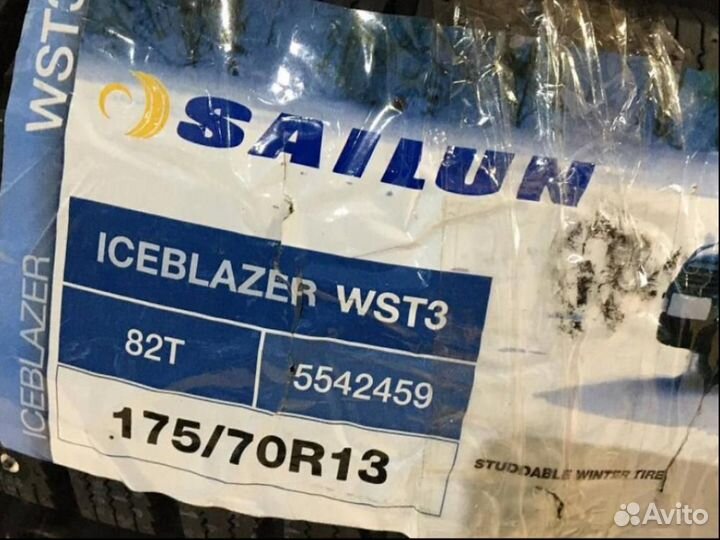 ICEBLAZER WST3
SAILUN
ICEBLAZER WST3
82T
5542459
175/70R13
STUDDABLE WINTER TIRE
Avito